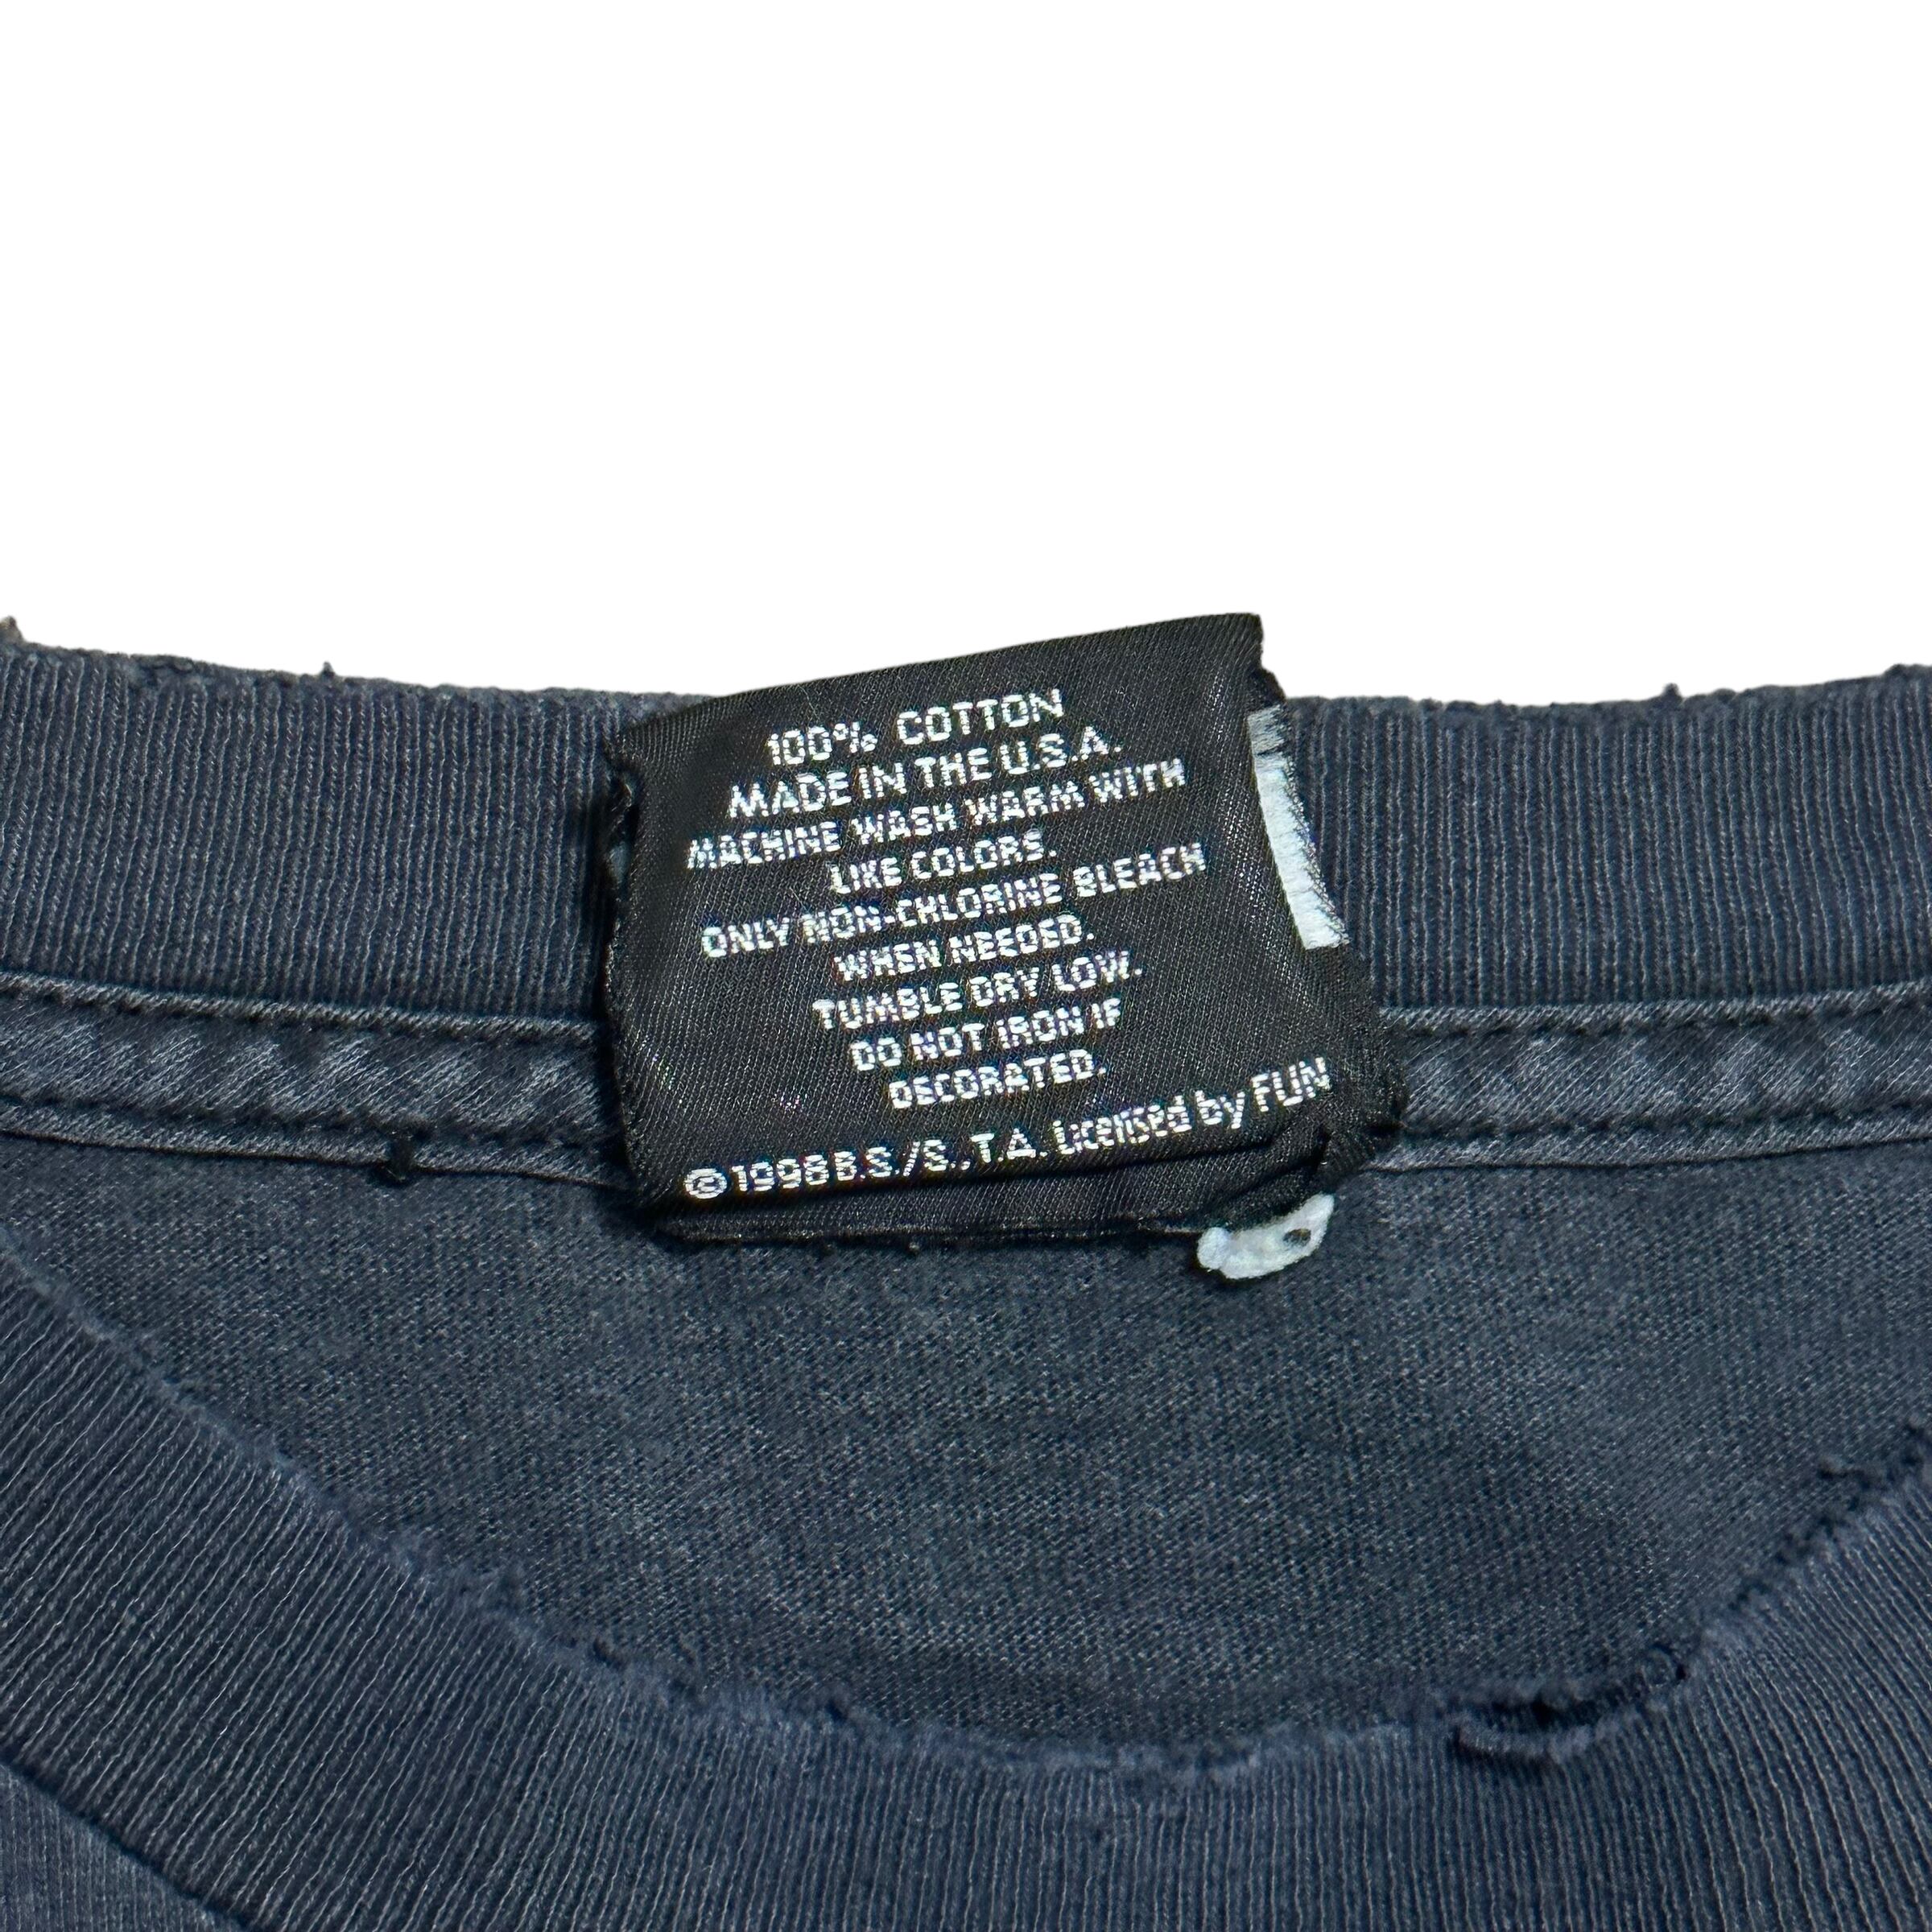 100% COTTON
MADE IN THE U.S.A.
MACHINE WASH WARM WITH
LIKE COLORS.
ONLY NON-CHLORINE BLEACH
WHEN NEEDED.
TUMBLE DRY LOW.
DO NOT IRON IF
DECORATED.
©1998 B.S./S., T.A. Licensed by FUN